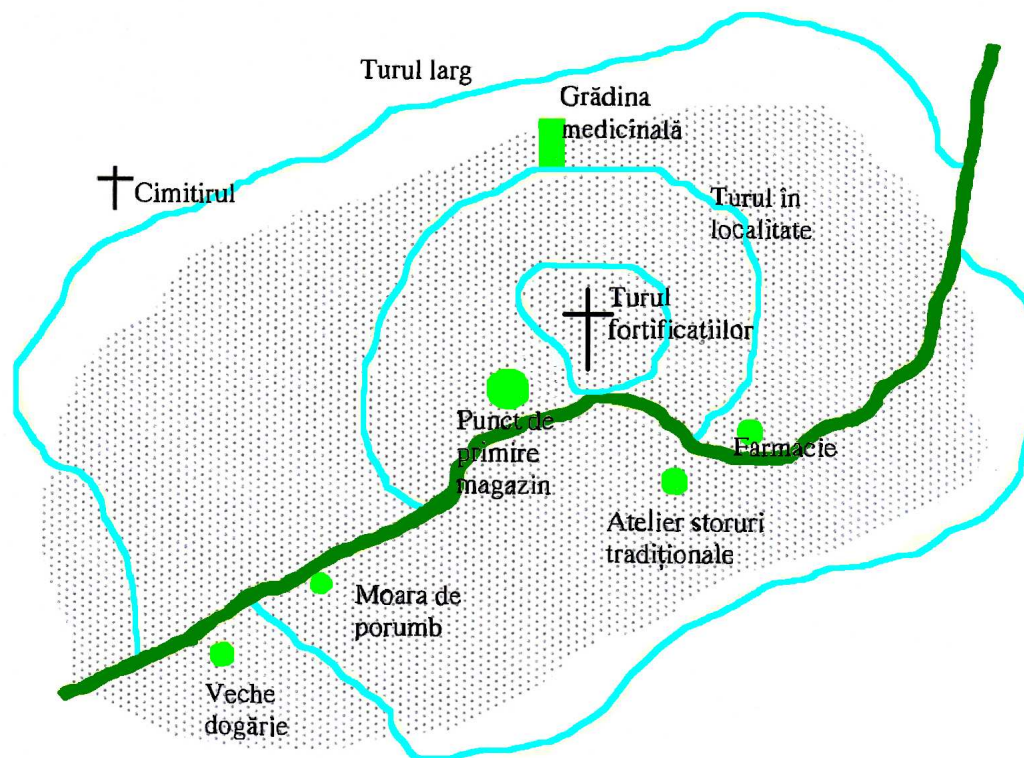 Turul larg
Grădina
medicinală
Cimitirul
Turul în
localitate
Turul
fortificațiilor
Punct de
primire
magazin
Farmacie
Atelier storuri
tradiționale
Moara de
porumb
Veche
dogărie